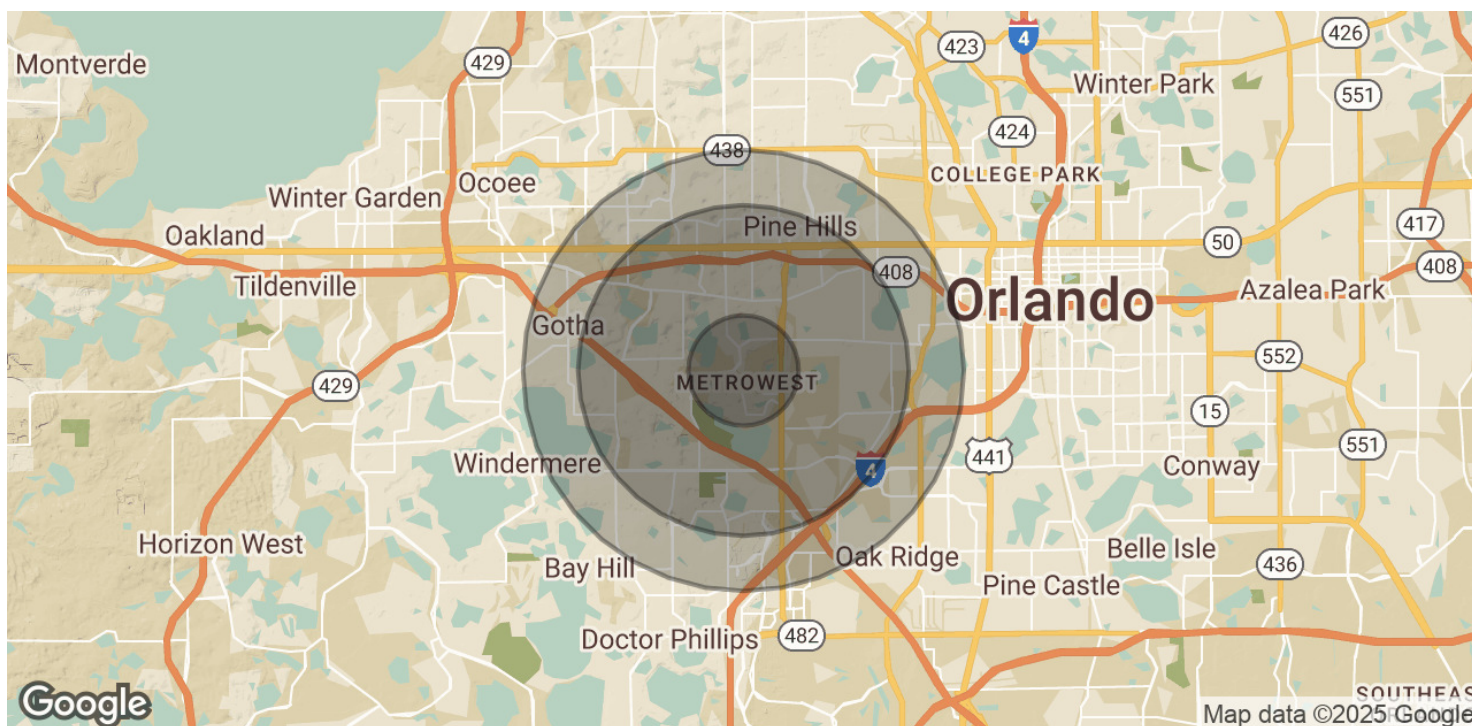 Montverde
429
423
4
426
Winter Park
551
424
438
COLLEGE PARK
Ocoee
Winter Garden
Oakland
Pine Hills
50
417
408
408
Tildenville
Orlando
Azalea Park
Gotha
429
METROWEST
552
15
551
Windermere
4
441
Conway
Horizon West
Bay Hill
Oak Ridge
Belle Isle
436
Pine Castle
Doctor Phillips
482
Google
SOUTHEAS
Map data ©2025 Google